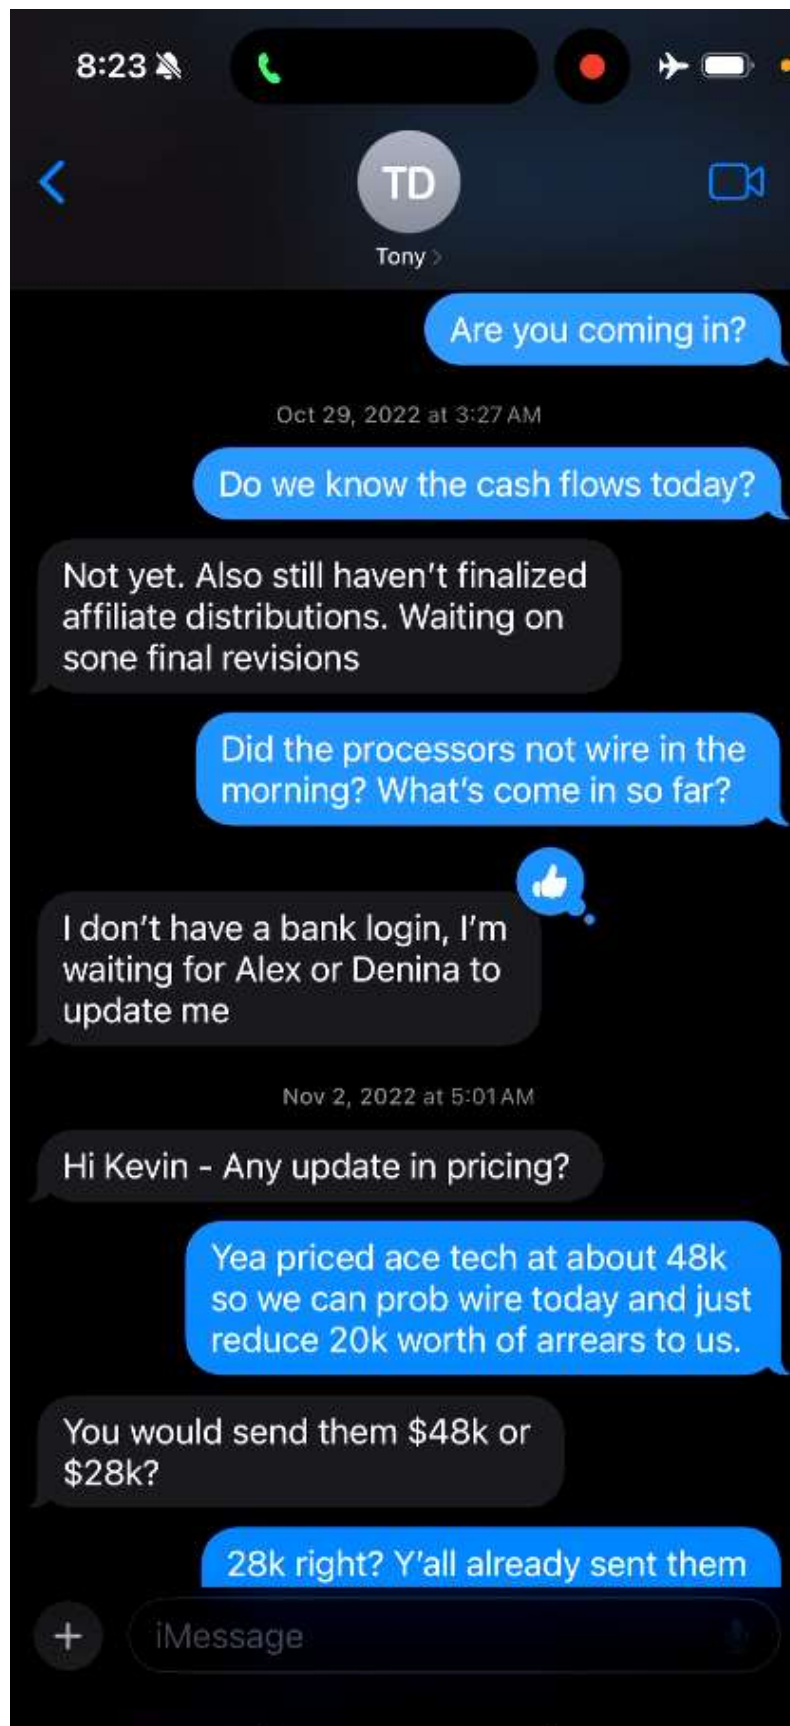 8:23
TD
Tony
Are you coming in?
Oct 29, 2022 at 3:27 AM
Do we know the cash flows today?
Not yet. Also still haven't finalized
affiliate distributions. Waiting on
sone final revisions
Did the processors not wire in the
morning? What's come in so far?
I don't have a bank login, I'm
waiting for Alex or Denina to
update me
Nov 2, 2022 at 5:01 AM
Hi Kevin - Any update in pricing?
Yea priced ace tech at about 48k
so we can prob wire today and just
reduce 20k worth of arrears to us.
You would send them $48k or
$28k?
28k right? Y'all already sent them
iMessage